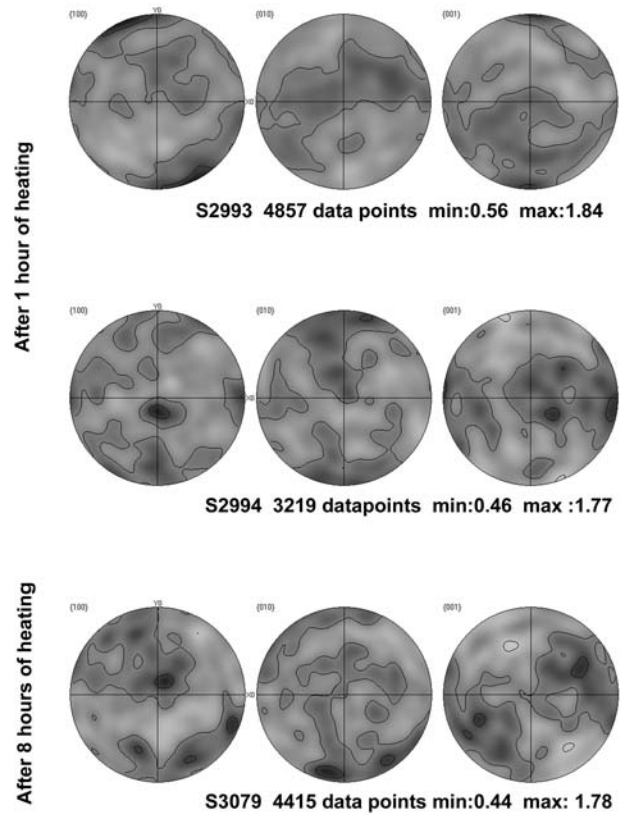 {100} Y0 {010} {001}
X0
S2993 4857 data points min:0.56 max:1.84
After 1 hour of heating
{100} Y0 {010} {001}
X0
S2994 3219 datapoints min:0.46 max :1.77
{100} Y0 {010} {001}
X0
After 8 hours of heating
S3079 4415 data points min:0.44 max: 1.78